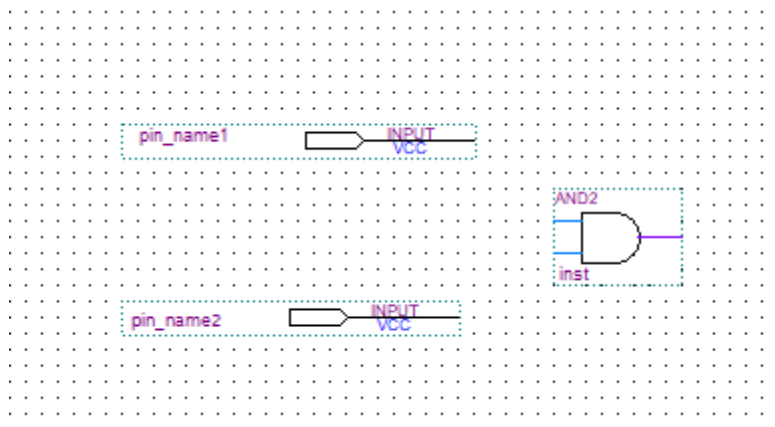 pin_name1
INPUT
VCC
AND2
inst
pin_name2
INPUT
VCC